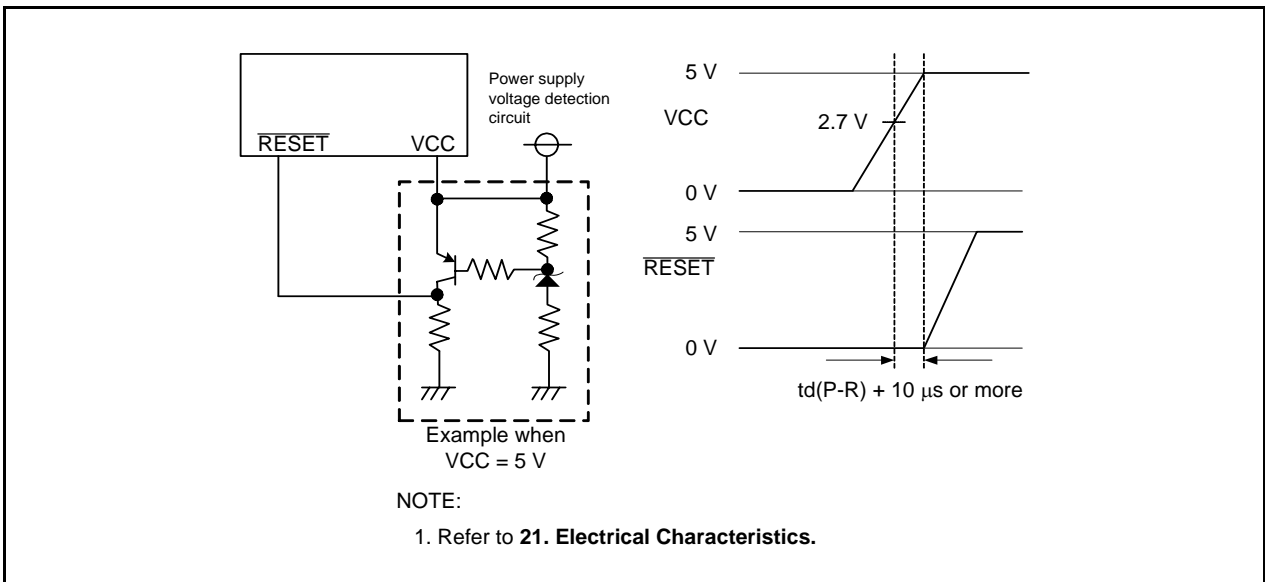 RESET
VCC
Power supply
voltage detection
circuit
Example when
VCC = 5 V
5 V
VCC
2.7 V
0 V
5 V
RESET
0 V
td(P-R) + 10 μs or more
NOTE:
1. Refer to 21. Electrical Characteristics.